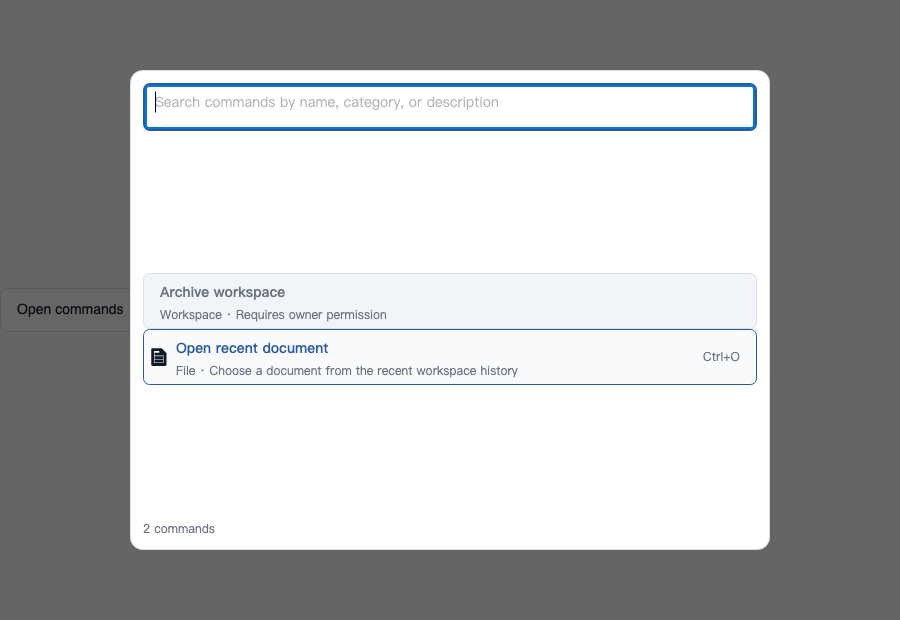 Search commands by name, category, or description
Archive workspace
Workspace · Requires owner permission
Open commands
Open recent document
Ctrl+O
File · Choose a document from the recent workspace history
2 commands